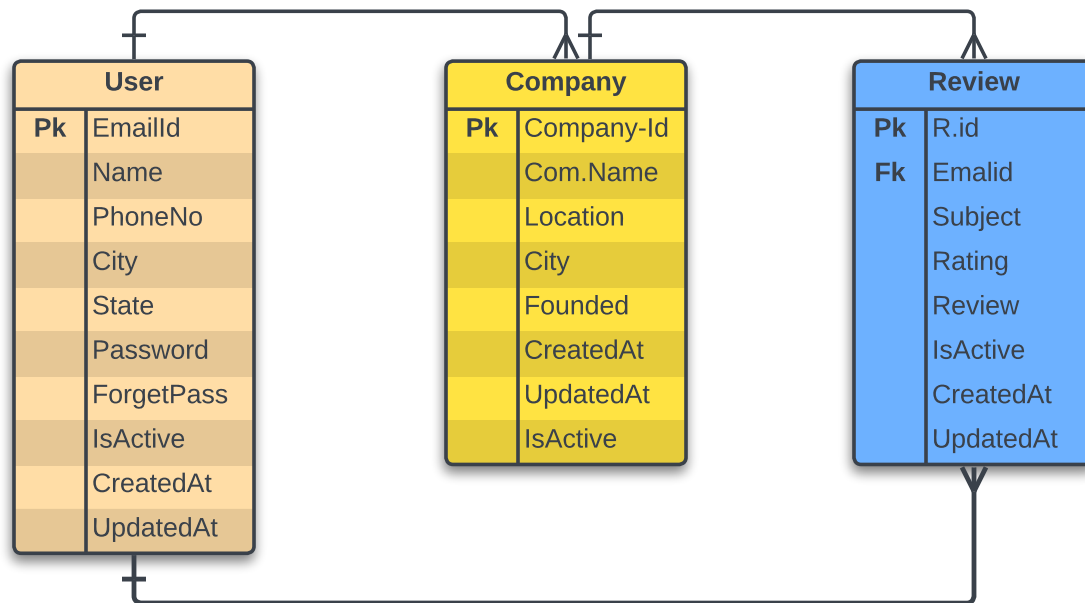 User
Pk EmailId
Name
PhoneNo
City
State
Password
ForgetPass
IsActive
CreatedAt
UpdatedAt
Company
Pk Company-Id
Com.Name
Location
City
Founded
CreatedAt
UpdatedAt
IsActive
Review
Pk R.id
Fk Emalid
Subject
Rating
Review
IsActive
CreatedAt
UpdatedAt